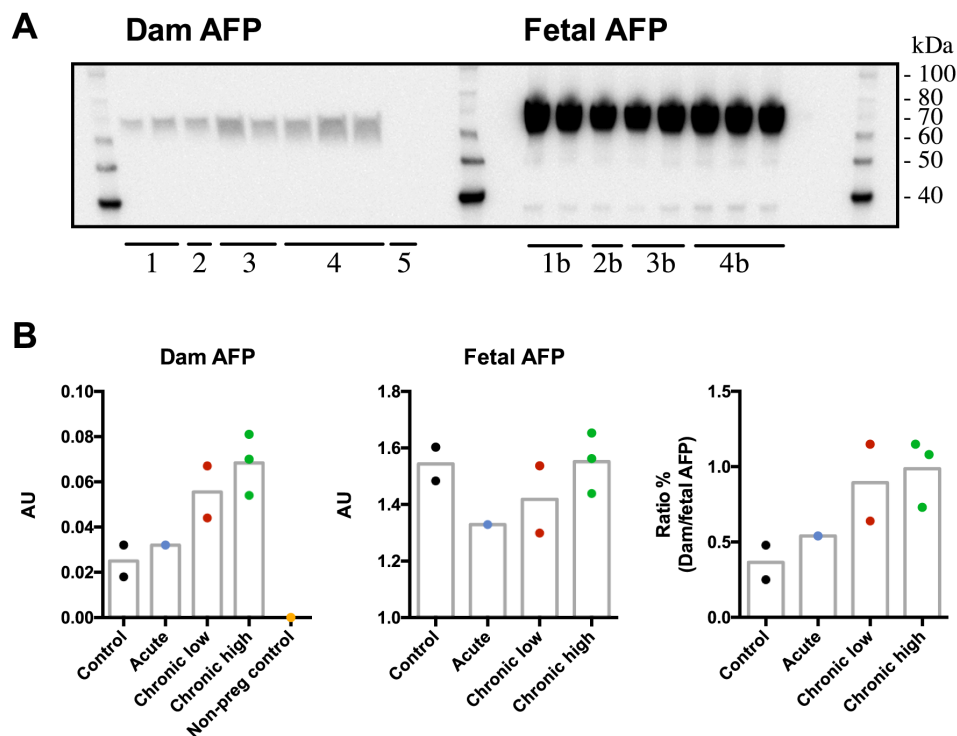 A
Dam AFP
Fetal AFP
kDa
- 100
- 80
- 70
- 60
- 50
- 40
1 2 3 4 5 1b 2b 3b 4b
B
Dam AFP
0.10
0.08
0.06
0.04
0.02
0.00
AU
Control
Acute
Chronic low
Chronic high
Non-preg control
Fetal AFP
1.8
1.6
1.4
1.2
1.0
AU
Control
Acute
Chronic low
Chronic high
1.5
1.0
0.5
0.0
Ratio %
(Dam/fetal AFP)
Control
Acute
Chronic low
Chronic high